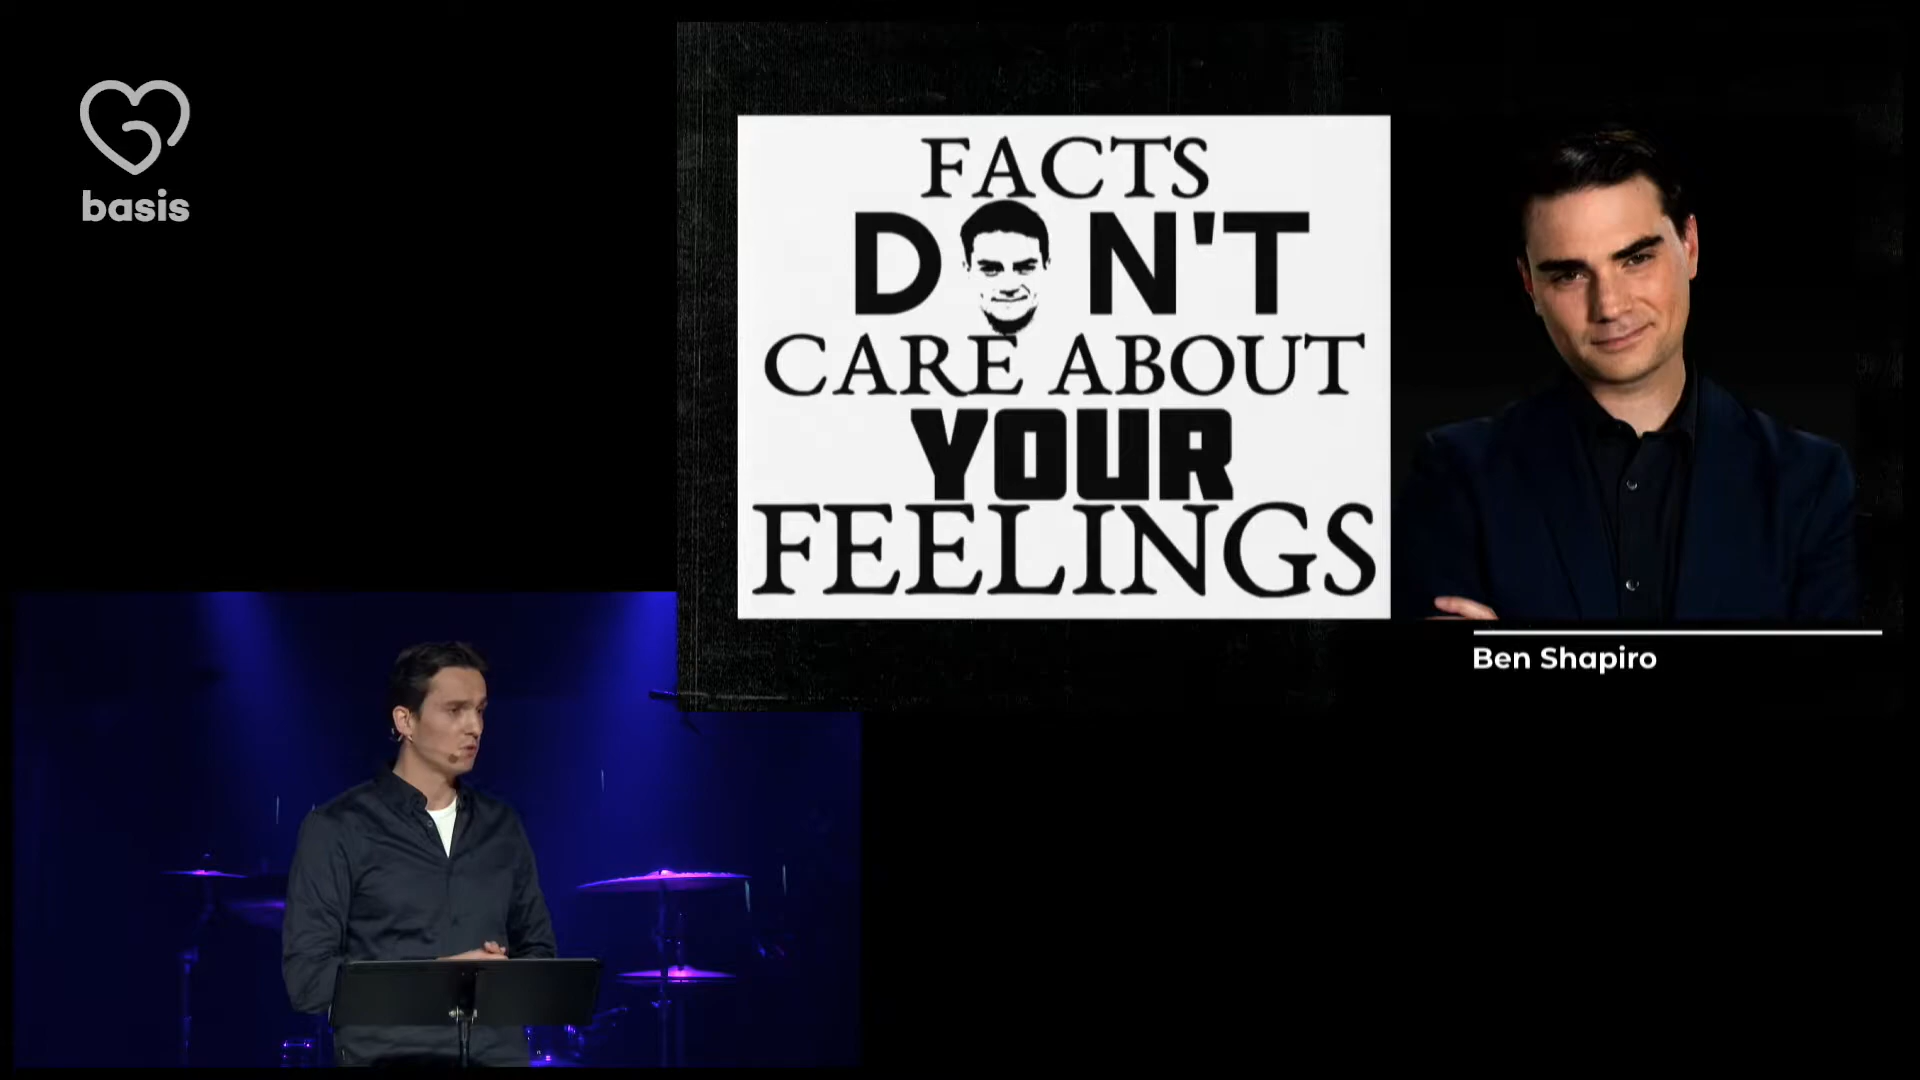 basis
FACTS
DON'T
CARE ABOUT
YOUR
FEELINGS
Ben Shapiro